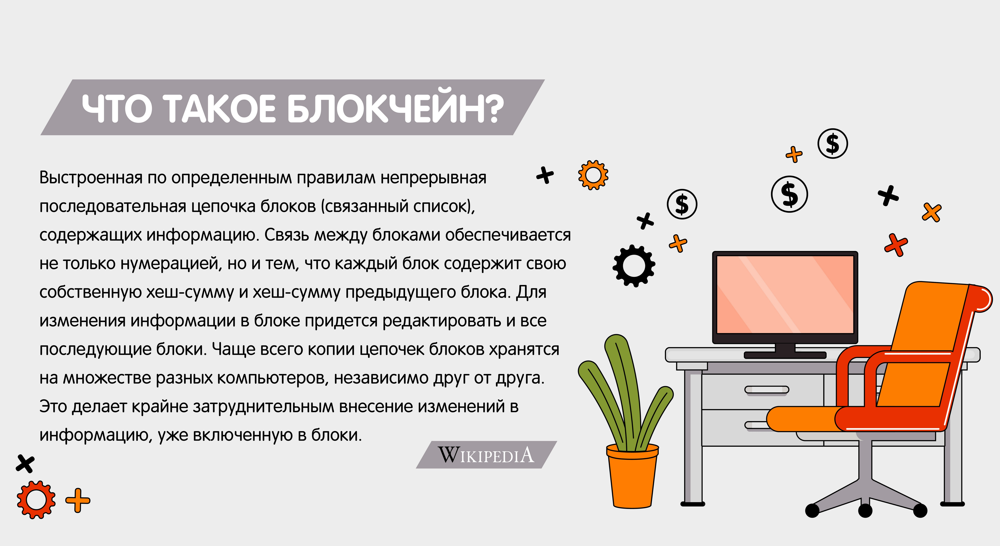 ЧТО ТАКОЕ БЛОКЧЕЙН?
Выстроенная по определенным правилам непрерывная
последовательная цепочка блоков (связанный список),
содержащих информацию. Связь между блоками обеспечивается
не только нумерацией, но и тем, что каждый блок содержит свою
собственную хеш-сумму и хеш-сумму предыдущего блока. Для
изменения информации в блоке придется редактировать и все
последующие блоки. Чаще всего копии цепочек блоков хранятся
на множестве разных компьютеров, независимо друг от друга.
Это делает крайне затруднительным внесение изменений в
информацию, уже включенную в блоки.
WIKIPEDIA
$
$
$